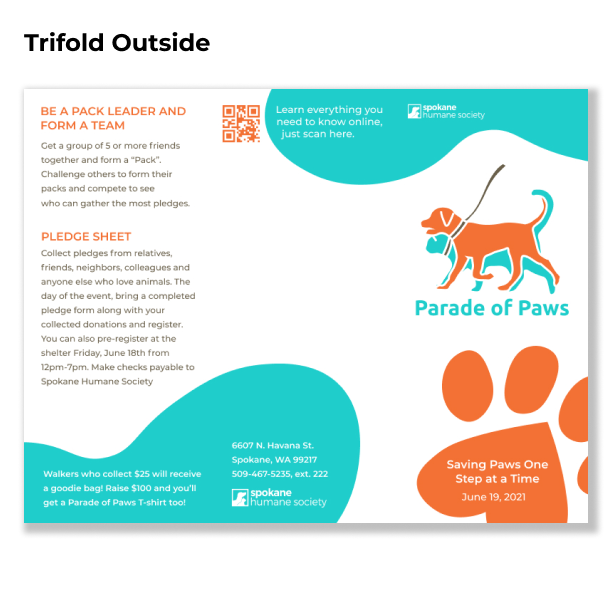 Trifold Outside
BE A PACK LEADER AND
FORM A TEAM
Get a group of 5 or more friends
together and form a “Pack”.
Challenge others to form their
packs and compete to see
who can gather the most pledges.
PLEDGE SHEET
Collect pledges from relatives,
friends, neighbors, colleagues and
anyone else who love animals. The
day of the event, bring a completed
pledge form along with your
collected donations and register.
You can also pre-register at the
shelter Friday, June 18th from
12pm-7pm. Make checks payable to
Spokane Humane Society
Walkers who collect $25 will receive
a goodie bag! Raise $100 and you’ll
get a Parade of Paws T-shirt too!
Learn everything you
need to know online,
just scan here.
6607 N. Havana St.
Spokane, WA 99217
509-467-5235, ext. 222
spokane
humane society
spokane
humane society
Parade of Paws
Saving Paws One
Step at a Time
June 19, 2021